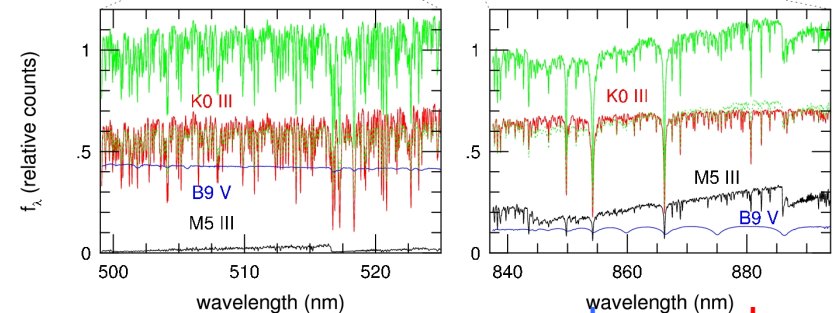 f_λ (relative counts)
1
.5
0
K0 III
B9 V
M5 III
500 510 520
wavelength (nm)
1
.5
0
K0 III
M5 III
B9 V
840 860 880
wavelength (nm)